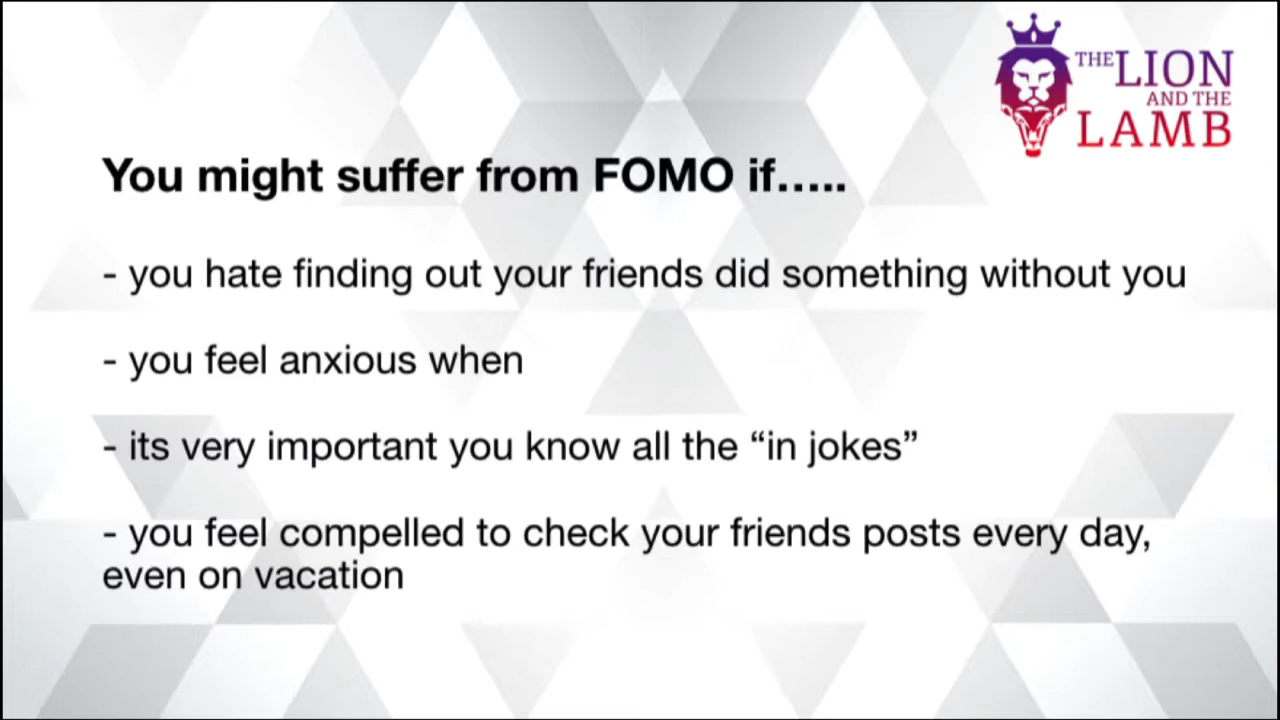 THE LION
AND THE
LAMB
You might suffer from FOMO if.....
- you hate finding out your friends did something without you
- you feel anxious when
- its very important you know all the “in jokes”
- you feel compelled to check your friends posts every day,
even on vacation